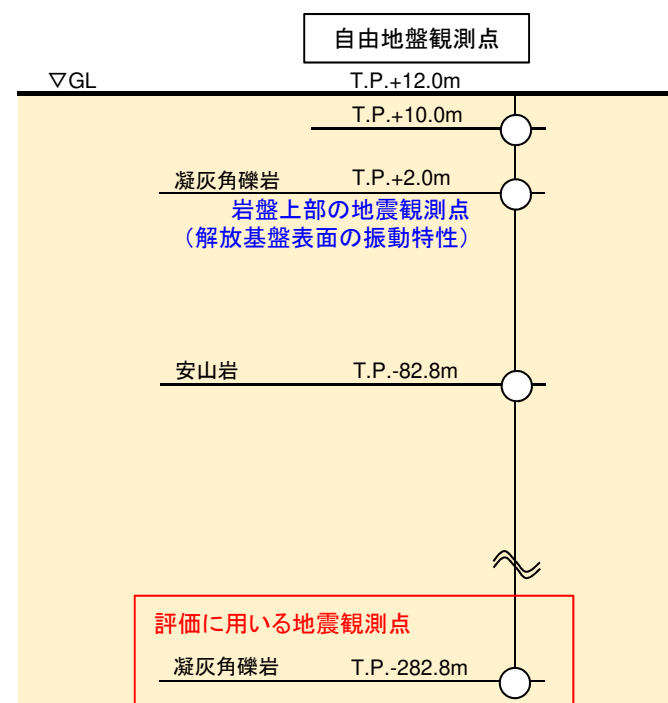 自由地盤観測点
▽GL T.P.+12.0m
T.P.+10.0m
凝灰角礫岩 T.P.+2.0m
岩盤上部の地震観測点
（解放基盤表面の振動特性）
安山岩 T.P.-82.8m
評価に用いる地震観測点
凝灰角礫岩 T.P.-282.8m